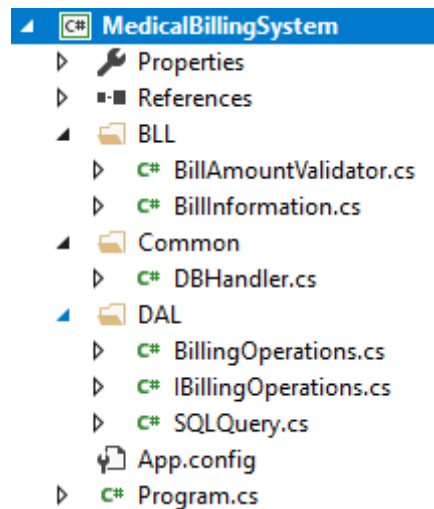 C# MedicalBillingSystem
Properties
References
BLL
C# BillAmountValidator.cs
C# BillInformation.cs
Common
C# DBHandler.cs
DAL
C# BillingOperations.cs
C# IBillingOperations.cs
C# SQLQuery.cs
App.config
C# Program.cs